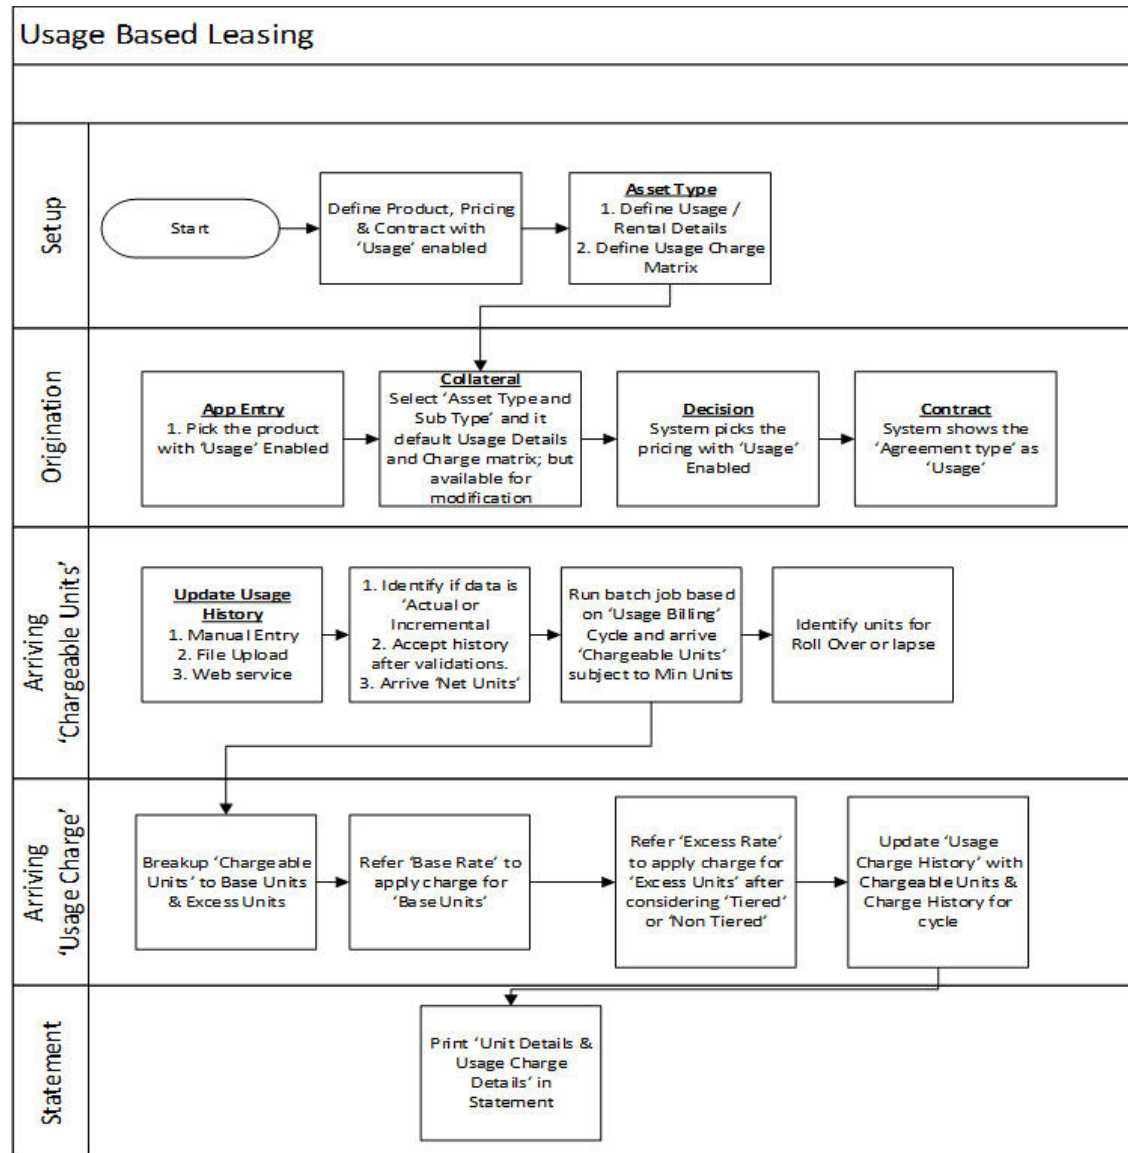 Usage Based Leasing
Setup
Start
Define Product, Pricing
& Contract with
‘Usage’ enabled
Asset Type
1. Define Usage /
Rental Details
2. Define Usage Charge
Matrix
Origination
App Entry
1. Pick the product
with ‘Usage’ Enabled
Collateral
Select ‘Asset Type and
Sub Type’ and it
default Usage Details
and Charge matrix; but
available for
modification
Decision
System picks the
pricing with ‘Usage’
Enabled
Contract
System shows the
‘Agreement type’ as
‘Usage’
Arriving
‘Chargeable Units’
Update Usage
History
1. Manual Entry
2. File Upload
3. Web service
1. Identify if data is
‘Actual or
Incremental
2. Accept history
after validations.
3. Arrive ‘Net Units’
Run batch job based
on ‘Usage Billing’
Cycle and arrive
‘Chargeable Units’
subject to Min Units
Identify units for
Roll Over or lapse
Arriving
‘Usage Charge’
Breakup ‘Chargeable
Units’ to Base Units
& Excess Units
Refer ‘Base Rate’ to
apply charge for
‘Base Units’
Refer ‘Excess Rate’
to apply charge for
‘Excess Units’ after
considering ‘Tiered’
or ‘Non Tiered’
Update ‘Usage
Charge History’ with
Chargeable Units &
Charge History for
cycle
Statement
Print ‘Unit Details &
Usage Charge
Details’ in
Statement